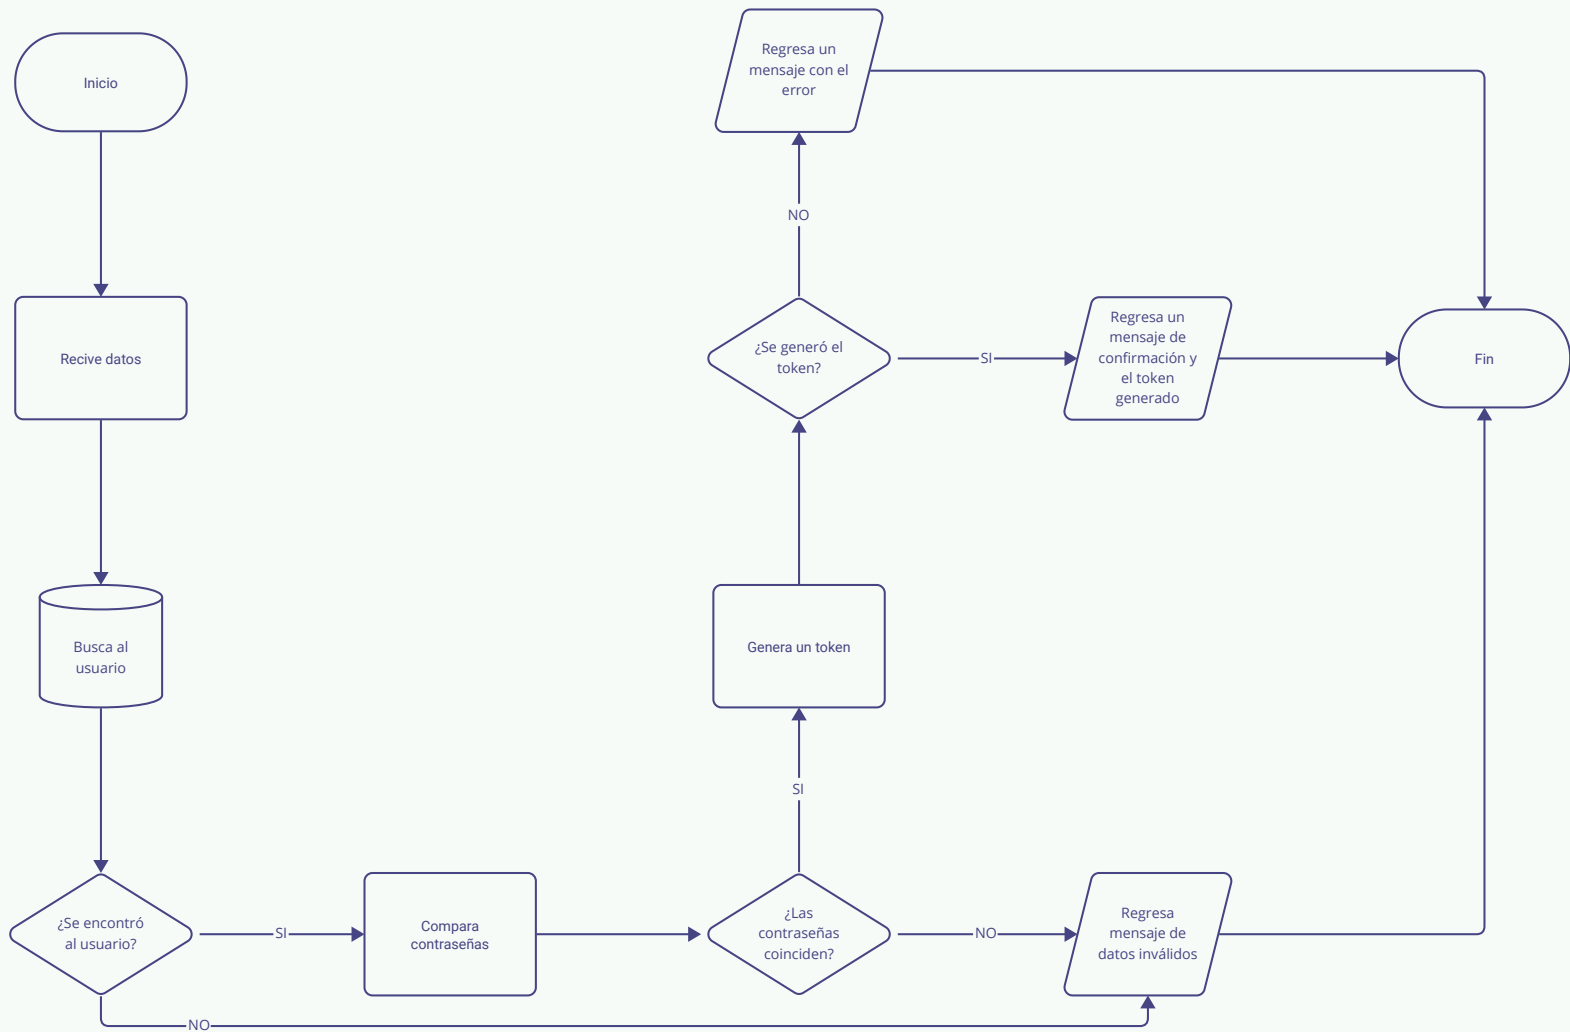 Inicio
Recive datos
Busca al
usuario
¿Se encontró
al usuario?
SI
NO
Compara
contraseñas
¿Las
contraseñas
coinciden?
SI
NO
Genera un token
¿Se generó el
token?
NO
SI
Regresa un
mensaje con el
error
Regresa un
mensaje de
confirmación y
el token
generado
Regresa
mensaje de
datos inválidos
Fin